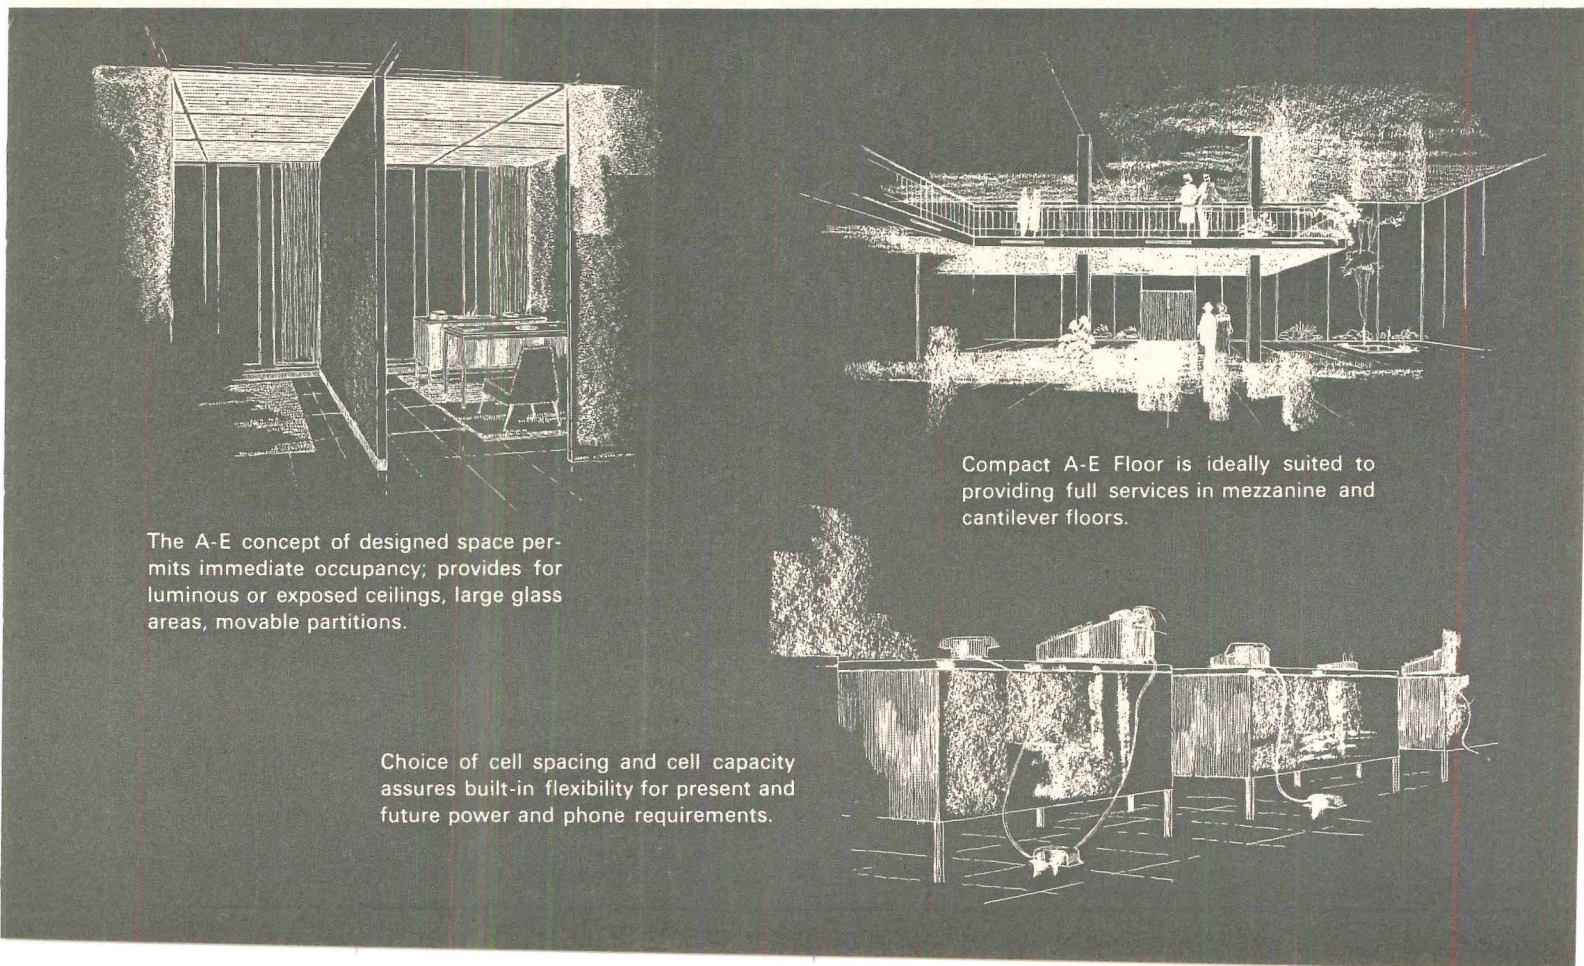 The A-E concept of designed space per-
mits immediate occupancy; provides for
luminous or exposed ceilings, large glass
areas, movable partitions.
Compact A-E Floor is ideally suited to
providing full services in mezzanine and
cantilever floors.
Choice of cell spacing and cell capacity
assures built-in flexibility for present and
future power and phone requirements.